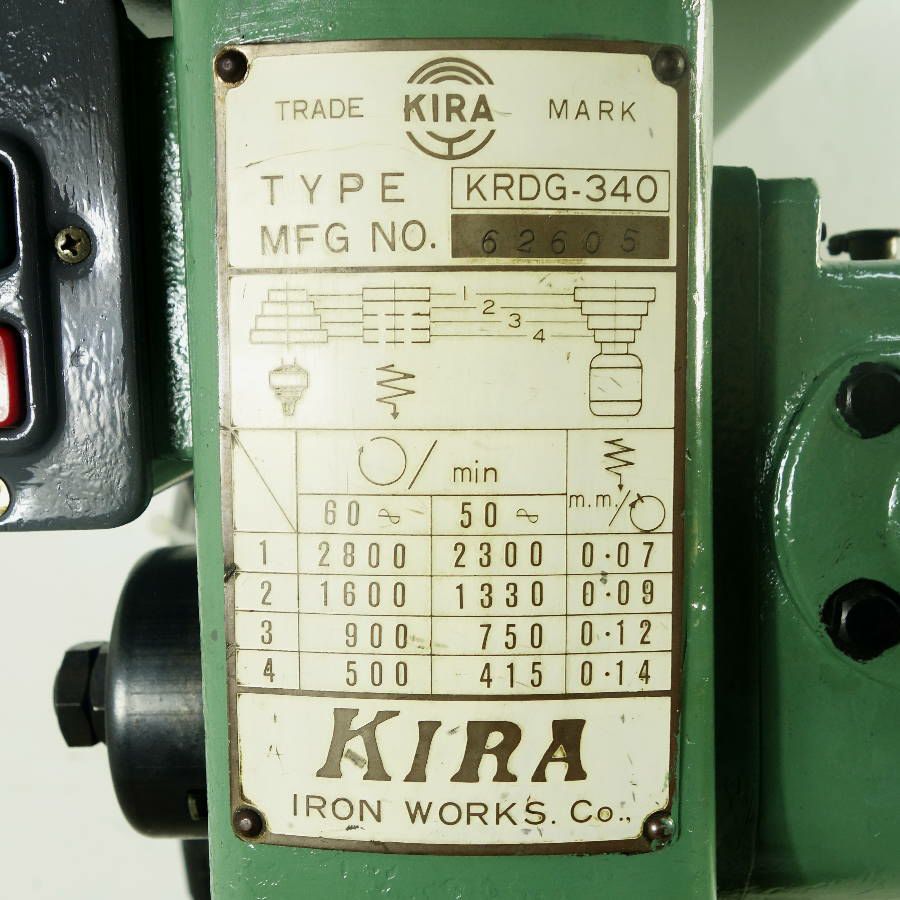 TRADE KIRA MARK
TYPE KRDG-340
MFG NO. 62605
1
2
3
4
/ min
m.m./
60 ∾ 50 ∾
1 2800 2300 0·07
2 1600 1330 0·09
3 900 750 0·12
4 500 415 0·14
KIRA
IRON WORKS. Co.,